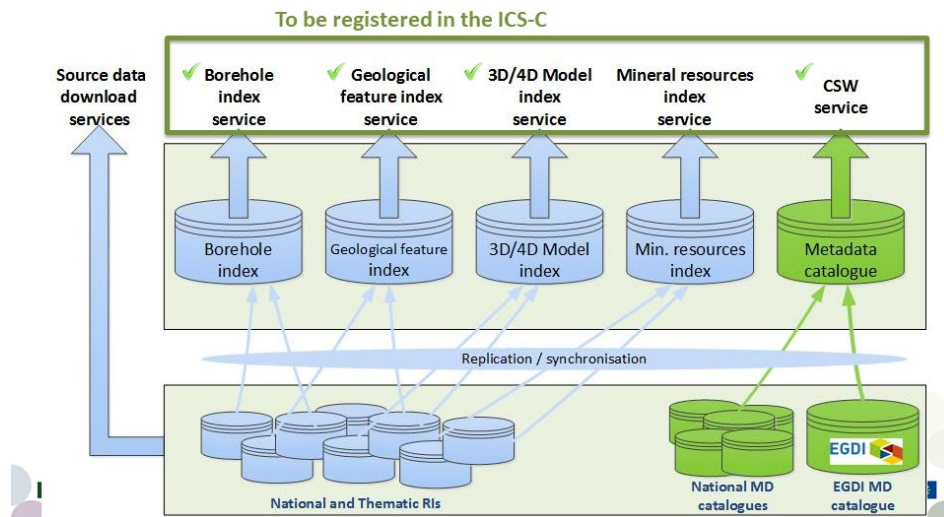 To be registered in the ICS-C
Source data
download
services
Borehole
index
service
Geological
feature index
service
3D/4D Model
index
service
Mineral resources
index
service
CSW
service
Borehole
index
Geological feature
index
3D/4D Model
index
Min. resources
index
Metadata
catalogue
Replication / synchronisation
EGDI
National and Thematic RIs
National MD
catalogues
EGDI MD
catalogue